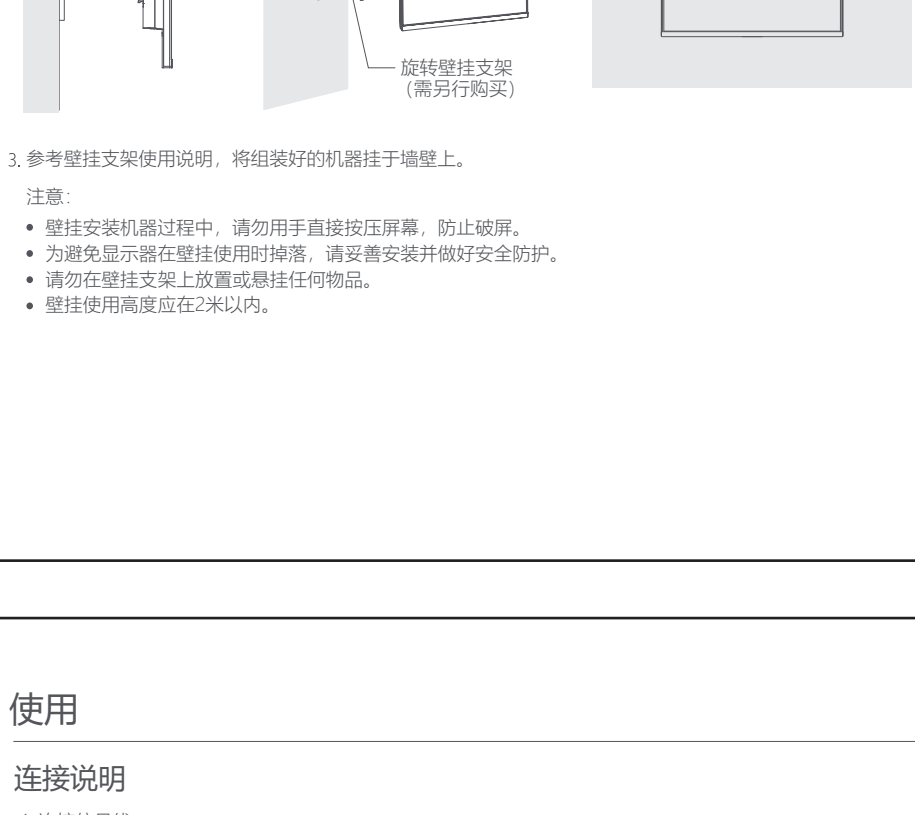 旋转壁挂支架
（需另行购买）
3. 参考壁挂支架使用说明，将组装好的机器挂于墙壁上。
注意：
• 壁挂安装机器过程中，请勿用手直接按压屏幕，防止破屏。
• 为避免显示器在壁挂使用时掉落，请妥善安装并做好安全防护。
• 请勿在壁挂支架上放置或悬挂任何物品。
• 壁挂使用高度应在2米以内。
使用
连接说明